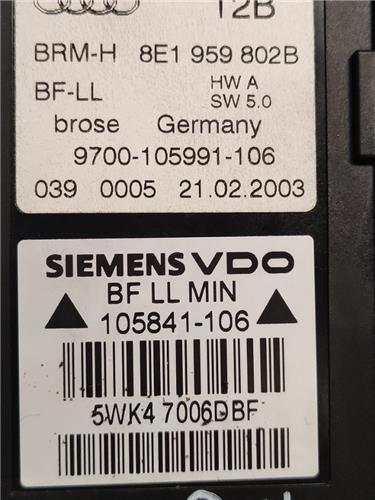 12B
BRM-H 8E1 959 802B
BF-LL HW A
SW 5.0
brose Germany
9700-105991-106
039 0005 21.02.2003
SIEMENS VDO
BF LL MIN
105841-106
5WK4 7006DBF